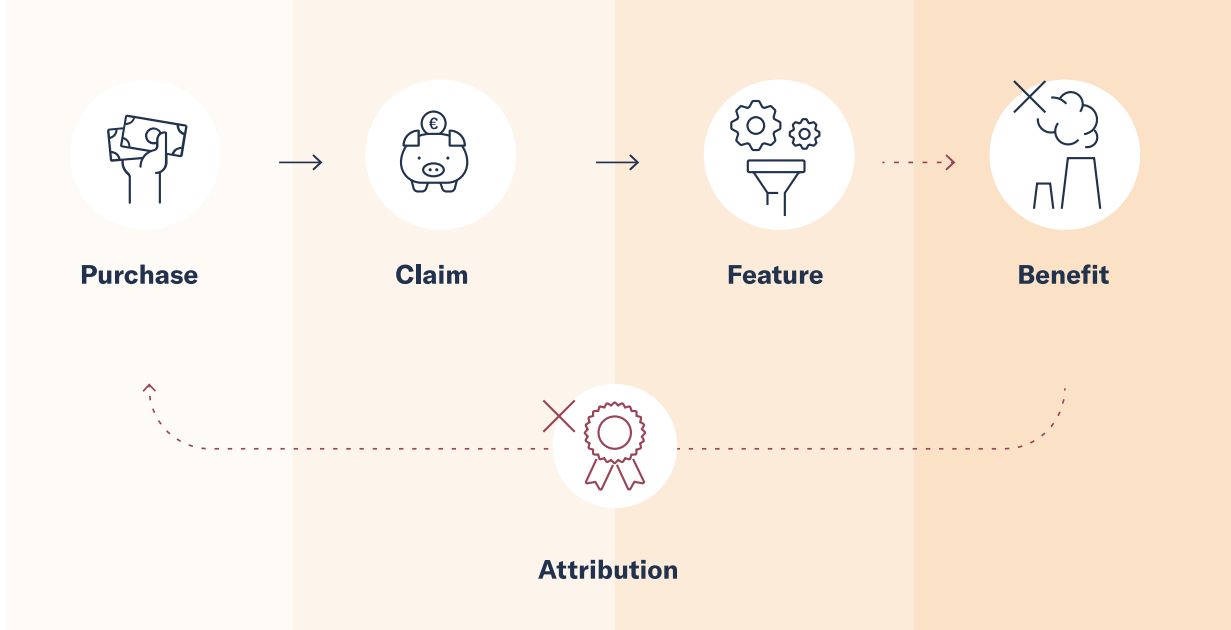 €
Purchase
Claim
Feature
Benefit
Attribution